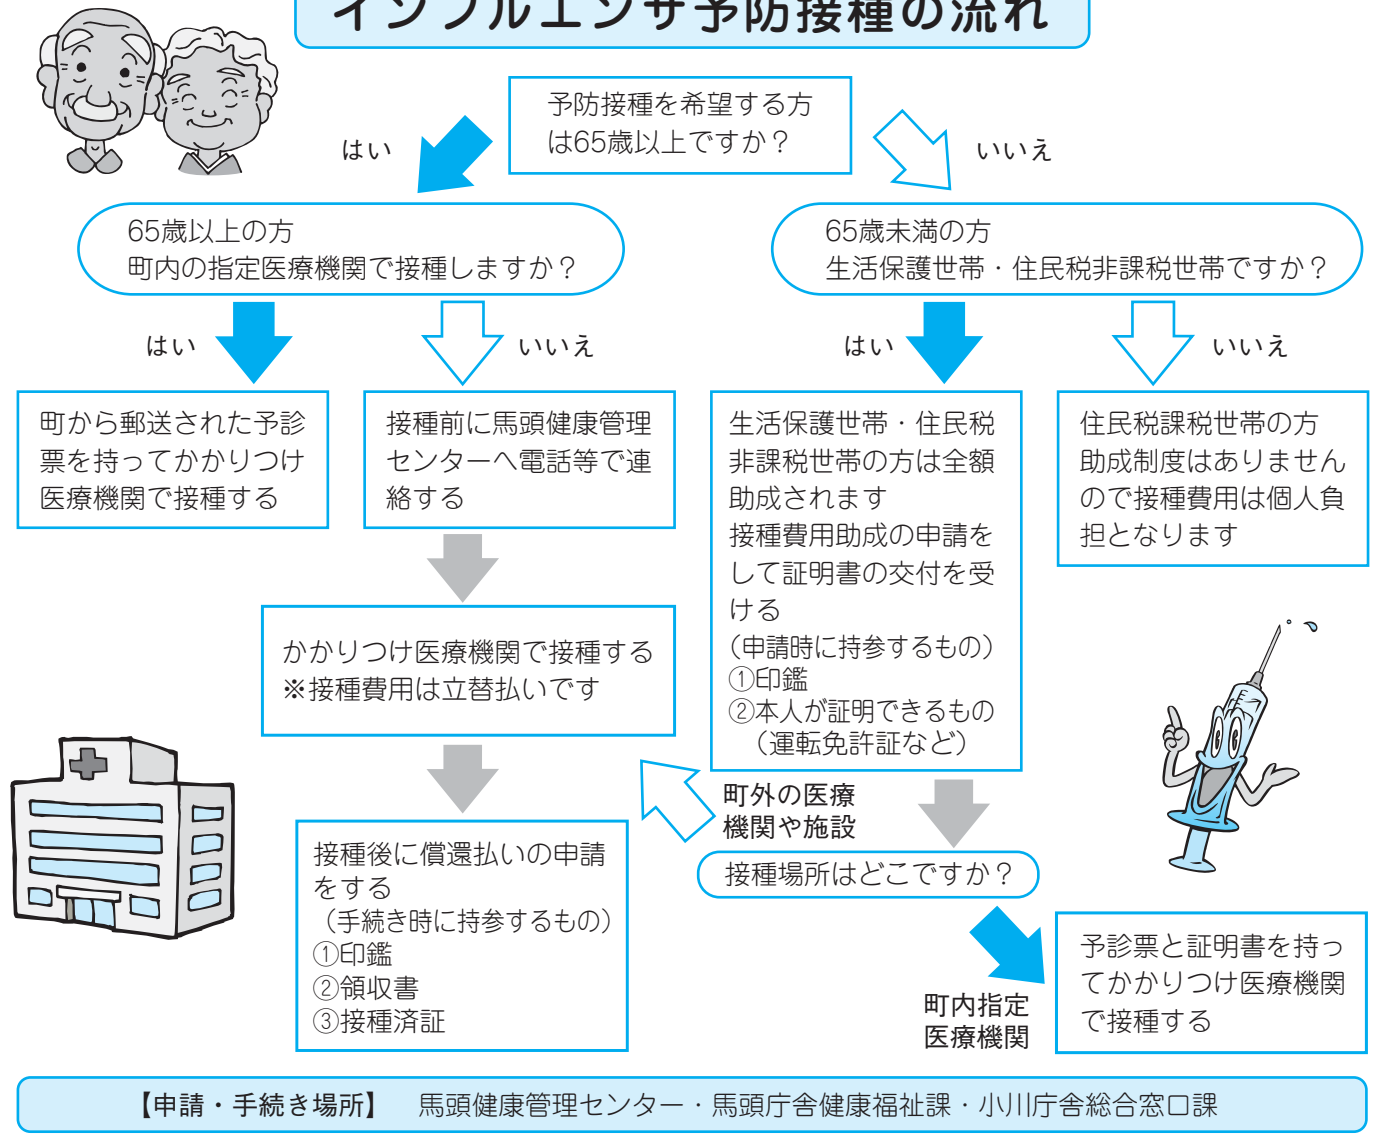 インフルエンザ予防接種の流れ
予防接種を希望する方
は65歳以上ですか？
はい
いいえ
65歳以上の方
町内の指定医療機関で接種しますか？
65歳未満の方
生活保護世帯・住民税非課税世帯ですか？
はい
いいえ
はい
いいえ
町から郵送された予診
票を持ってかかりつけ
医療機関で接種する
接種前に馬頭健康管理
センターへ電話等で連
絡する
生活保護世帯・住民税
非課税世帯の方は全額
助成されます
接種費用助成の申請を
して証明書の交付を受
ける
（申請時に持参するもの）
①印鑑
②本人が証明できるもの
（運転免許証など）
住民税課税世帯の方
助成制度はありません
ので接種費用は個人負
担となります
かかりつけ医療機関で接種する
※接種費用は立替払いです
町外の医療
機関や施設
接種場所はどこですか？
接種後に償還払いの申請
をする
（手続き時に持参するもの）
①印鑑
②領収書
③接種済証
町内指定
医療機関
予診票と証明書を持っ
てかかりつけ医療機関
で接種する
【申請・手続き場所】　馬頭健康管理センター・馬頭庁舎健康福祉課・小川庁舎総合窓口課